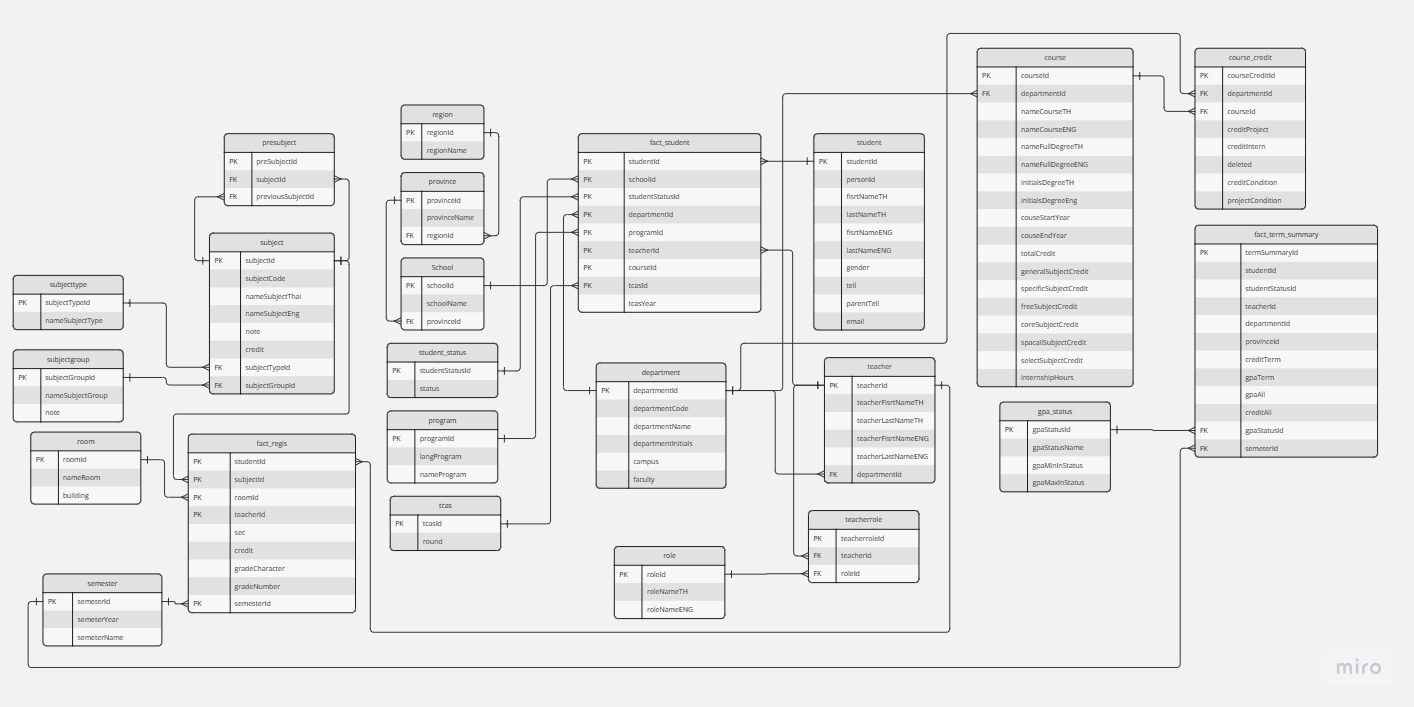 presubject
PK preSubjectId
FK subjectId
FK previousSubjectId
subject
PK subjectId
subjectCode
nameSubjectThai
nameSubjectEng
note
credit
FK subjectTypeId
FK subjectGroupId
subjecttype
PK subjectTypeId
nameSubjectType
subjectgroup
PK subjectGroupId
nameSubjectGroup
note
room
PK roomId
nameRoom
building
fact_regis
PK studentId
PK subjectId
PK roomId
PK teacherId
sec
credit
gradeCharacter
gradeNumber
PK semesterId
semester
PK semeterId
semeterYear
semeterName
region
PK regionId
regionName
province
PK provinceId
provinceName
FK regionId
School
PK schoolId
schoolName
FK provinceId
student_status
PK studentStatusId
status
program
PK programId
langProgram
nameProgram
tcas
PK tcasId
round
fact_student
PK studentId
PK schoolId
PK studentStatusId
PK departmentId
PK programId
PK teacherId
PK courseId
PK tcasId
tcasYear
student
PK studentId
personId
fisrtNameTH
lastNameTH
fisrtNameENG
lastNameENG
gender
tell
parentTell
email
department
PK departmentId
departmentCode
departmentName
departmentInitials
campus
faculty
teacher
PK teacherId
teacherFisrtNameTH
teacherLastNameTH
teacherFisrtNameENG
teacherLastNameENG
FK departmentId
teacherrole
PK teacherroleId
FK teacherId
FK roleId
role
PK roleId
roleNameTH
roleNameENG
course
PK courseId
FK departmentId
nameCourseTH
nameCourseENG
nameFullDegreeTH
nameFullDegreeENG
initialsDegreeTH
initialsDegreeEng
couseStartYear
couseEndYear
totalCredit
generalSubjectCredit
specificSubjectCredit
freeSubjectCredit
coreSubjectCredit
spacailSubjectCredit
selectSubjectCredit
internshipHours
gpa_status
PK gpaStatusId
gpaStatusName
gpaMinInStatus
gpaMaxInStatus
course_credit
PK courseCreditId
FK departmentId
FK courseId
creditProject
creditIntern
deleted
creditCondition
projectCondition
fact_term_summary
PK termSummaryId
studentId
studentStatusId
teacherId
departmentId
provinceId
creditTerm
gpaTerm
gpaAll
creditAll
FK gpaStatusId
FK semeterId
miro